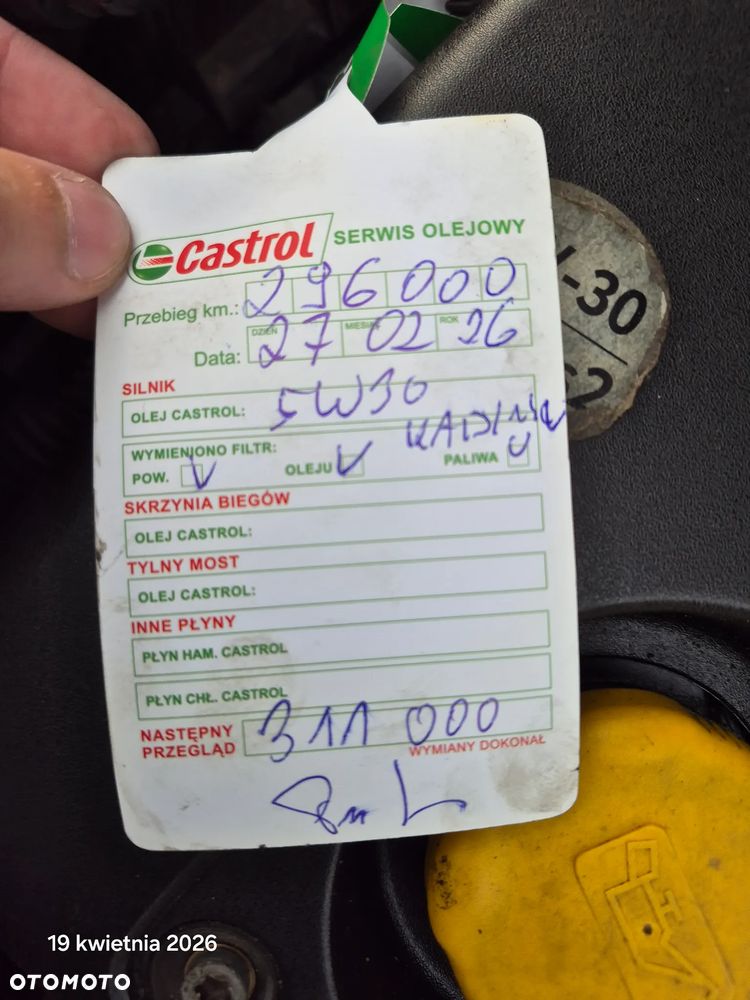 Castrol SERWIS OLEJOWY
Przebieg km.: 296000
DZIEŃ MIESIĄC ROK
Data: 27 02 26
SILNIK
OLEJ CASTROL: 5W30
KABINA
WYMIENIONO FILTR:
POW. V OLEJU V PALIWA V
SKRZYNIA BIEGÓW
OLEJ CASTROL:
TYLNY MOST
OLEJ CASTROL:
INNE PŁYNY
PŁYN HAM. CASTROL
PŁYN CHŁ. CASTROL
NASTĘPNY
PRZEGLĄD 311 000
WYMIANY DOKONAŁ
-30
19 kwietnia 2026
OTOMOTO